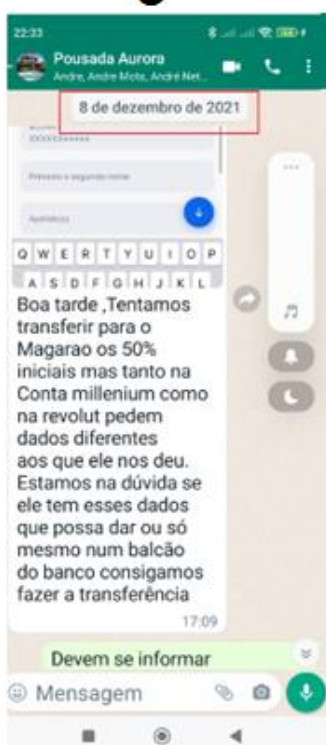 22:33
Pousada Aurora
Andre, Andre Mota, André Net...
8 de dezembro de 2021
Primeiro e segundo nome
Q W E R T Y U I O P
A S D F G H J K L
Boa tarde ,Tentamos
transferir para o
Magarao os 50%
iniciais mas tanto na
Conta millenium como
na revolut pedem
dados diferentes
aos que ele nos deu.
Estamos na dúvida se
ele tem esses dados
que possa dar ou só
mesmo num balcão
do banco consigamos
fazer a transferência
17:09
Devem se informar
Mensagem